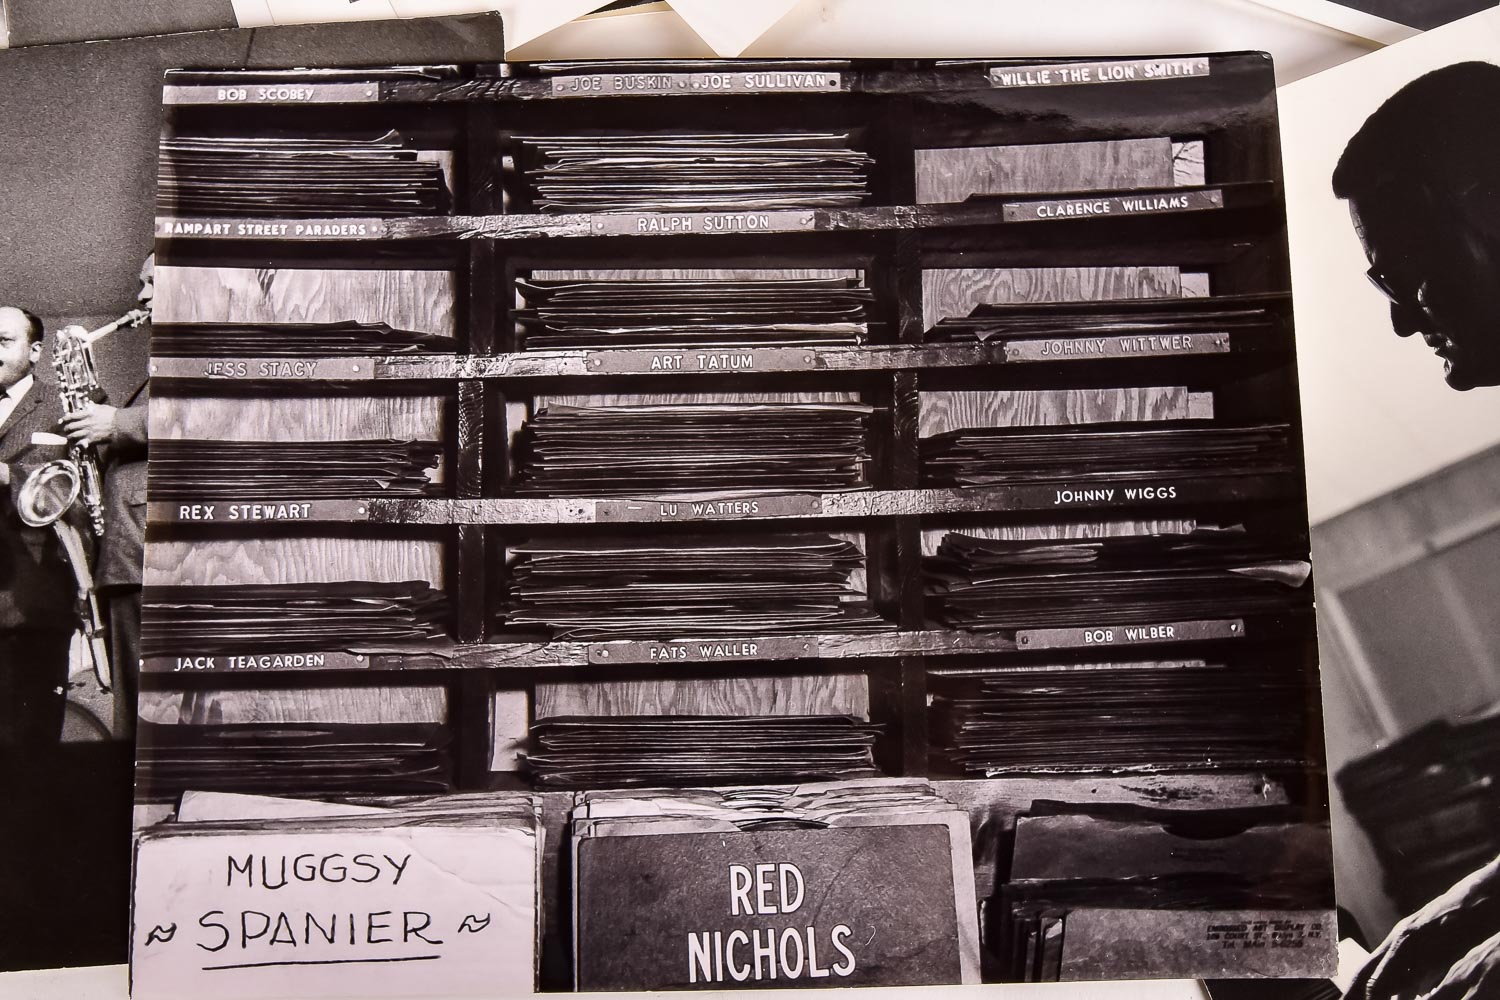 BOB SCOBEY
JOE BUSKIN JOE SULLIVAN
WILLIE 'THE LION' SMITH
RAMPART STREET PARADERS
RALPH SUTTON
CLARENCE WILLIAMS
JESS STACY
ART TATUM
JOHNNY WITTWER
REX STEWART
LU WATTERS
JOHNNY WIGGS
JACK TEAGARDEN
FATS WALLER
BOB WILBER
MUGGSY
~ SPANIER ~
RED
NICHOLS